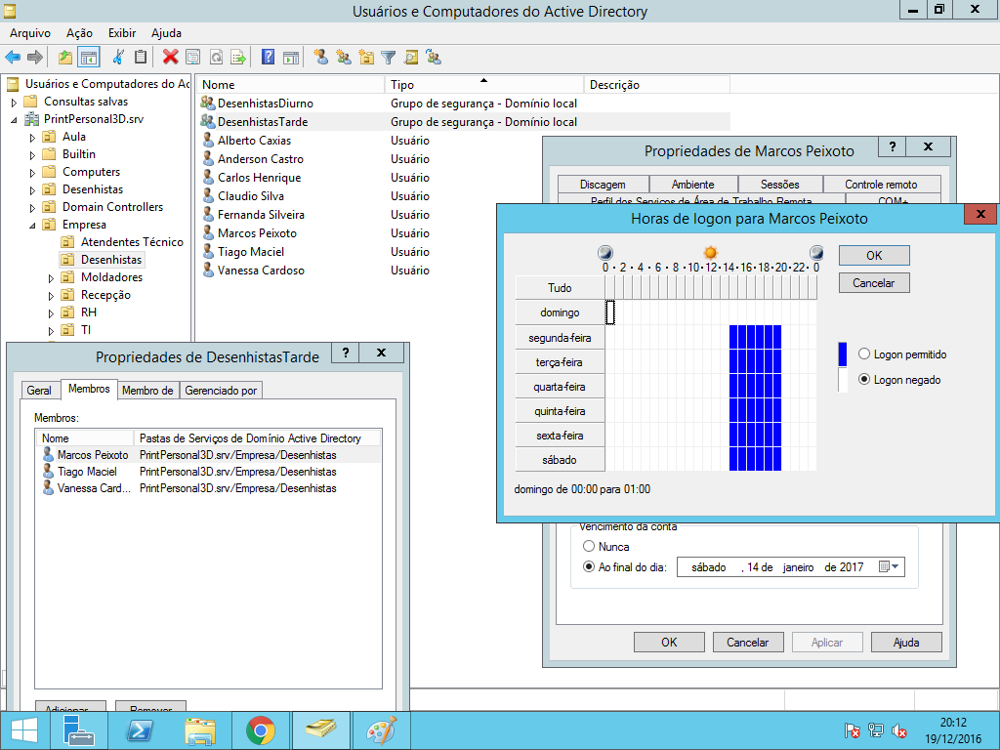 Usuários e Computadores do Active Directory
Arquivo Ação Exibir Ajuda
Usuários e Computadores do Ac
Consultas salvas
PrintPersonal3D.srv
Aula
Builtin
Computers
Desenhistas
Domain Controllers
Empresa
Atendentes Técnico
Desenhistas
Moldadores
Recepção
RH
TI
Nome Tipo Descrição
DesenhistasDiurno Grupo de segurança - Domínio local
DesenhistasTarde Grupo de segurança - Domínio local
Alberto Caxias Usuário
Anderson Castro Usuário
Carlos Henrique Usuário
Claudio Silva Usuário
Fernanda Silveira Usuário
Marcos Peixoto Usuário
Tiago Maciel Usuário
Vanessa Cardoso Usuário
Propriedades de Marcos Peixoto
? X
Discagem Ambiente Sessões Controle remoto
Perfil dos Serviços de Área de Trabalho Remota COM+
Horas de logon para Marcos Peixoto
X
0 · 2 · 4 · 6 · 8 · 10 · 12 · 14 · 16 · 18 · 20 · 22 · 0
Tudo
domingo
segunda-feira
terça-feira
quarta-feira
quinta-feira
sexta-feira
sábado
OK
Cancelar
Logon permitido
Logon negado
domingo de 00:00 para 01:00
Vencimento da conta
Nunca
Ao final do dia: sábado , 14 de janeiro de 2017
OK Cancelar Aplicar Ajuda
Propriedades de DesenhistasTarde
? X
Geral Membros Membro de Gerenciado por
Membros:
Nome Pastas de Serviços de Domínio Active Directory
Marcos Peixoto PrintPersonal3D.srv/Empresa/Desenhistas
Tiago Maciel PrintPersonal3D.srv/Empresa/Desenhistas
Vanessa Card... PrintPersonal3D.srv/Empresa/Desenhistas
Adicionar... Remover
20:12
19/12/2016